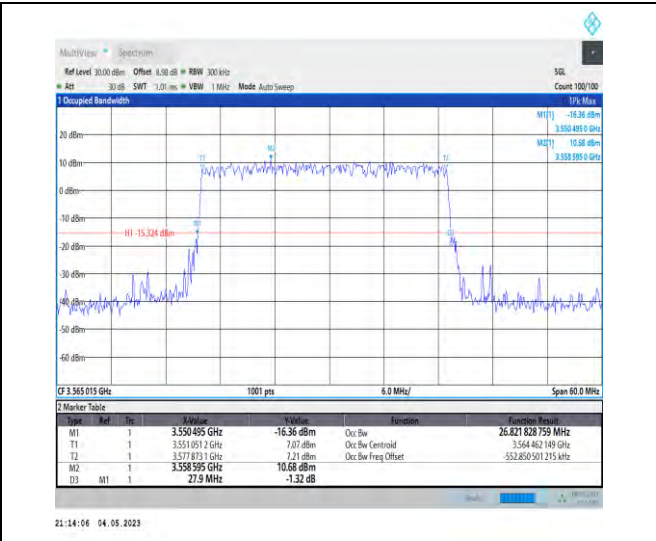 MultiView Spectrum
Ref Level 30.00 dBm Offset 8.98 dB RBW 300 kHz SGL
Att 30 dB SWT 1.01 ms VBW 1 MHz Mode Auto Sweep Count 100/100
1 Occupied Bandwidth 1Pk Max
M1[1] -16.36 dBm
3.550 495 0 GHz
20 dBm
M2[1] 10.68 dBm
3.558 595 0 GHz
M2
T1
10 dBm
0 dBm
-10 dBm
M1
H1 -15.324 dBm
-20 dBm
-30 dBm
-40 dBm
-50 dBm
-60 dBm
CF 3.565 015 GHz 1001 pts 6.0 MHz/ Span 60.0 MHz
2 Marker Table
Type Ref Trc X-Value Y-Value Function Function Result
M1 1 3.550 495 GHz -16.36 dBm Occ Bw 26.821 828 759 MHz
T1 1 3.551 051 2 GHz 7.07 dBm Occ Bw Centroid 3.564 462 149 GHz
T2 1 3.577 873 1 GHz 7.21 dBm Occ Bw Freq Offset -552.850 501 215 kHz
M2 1 3.558 595 GHz 10.68 dBm
D3 M1 1 27.9 MHz -1.32 dB
21:14:06 04.05.2023